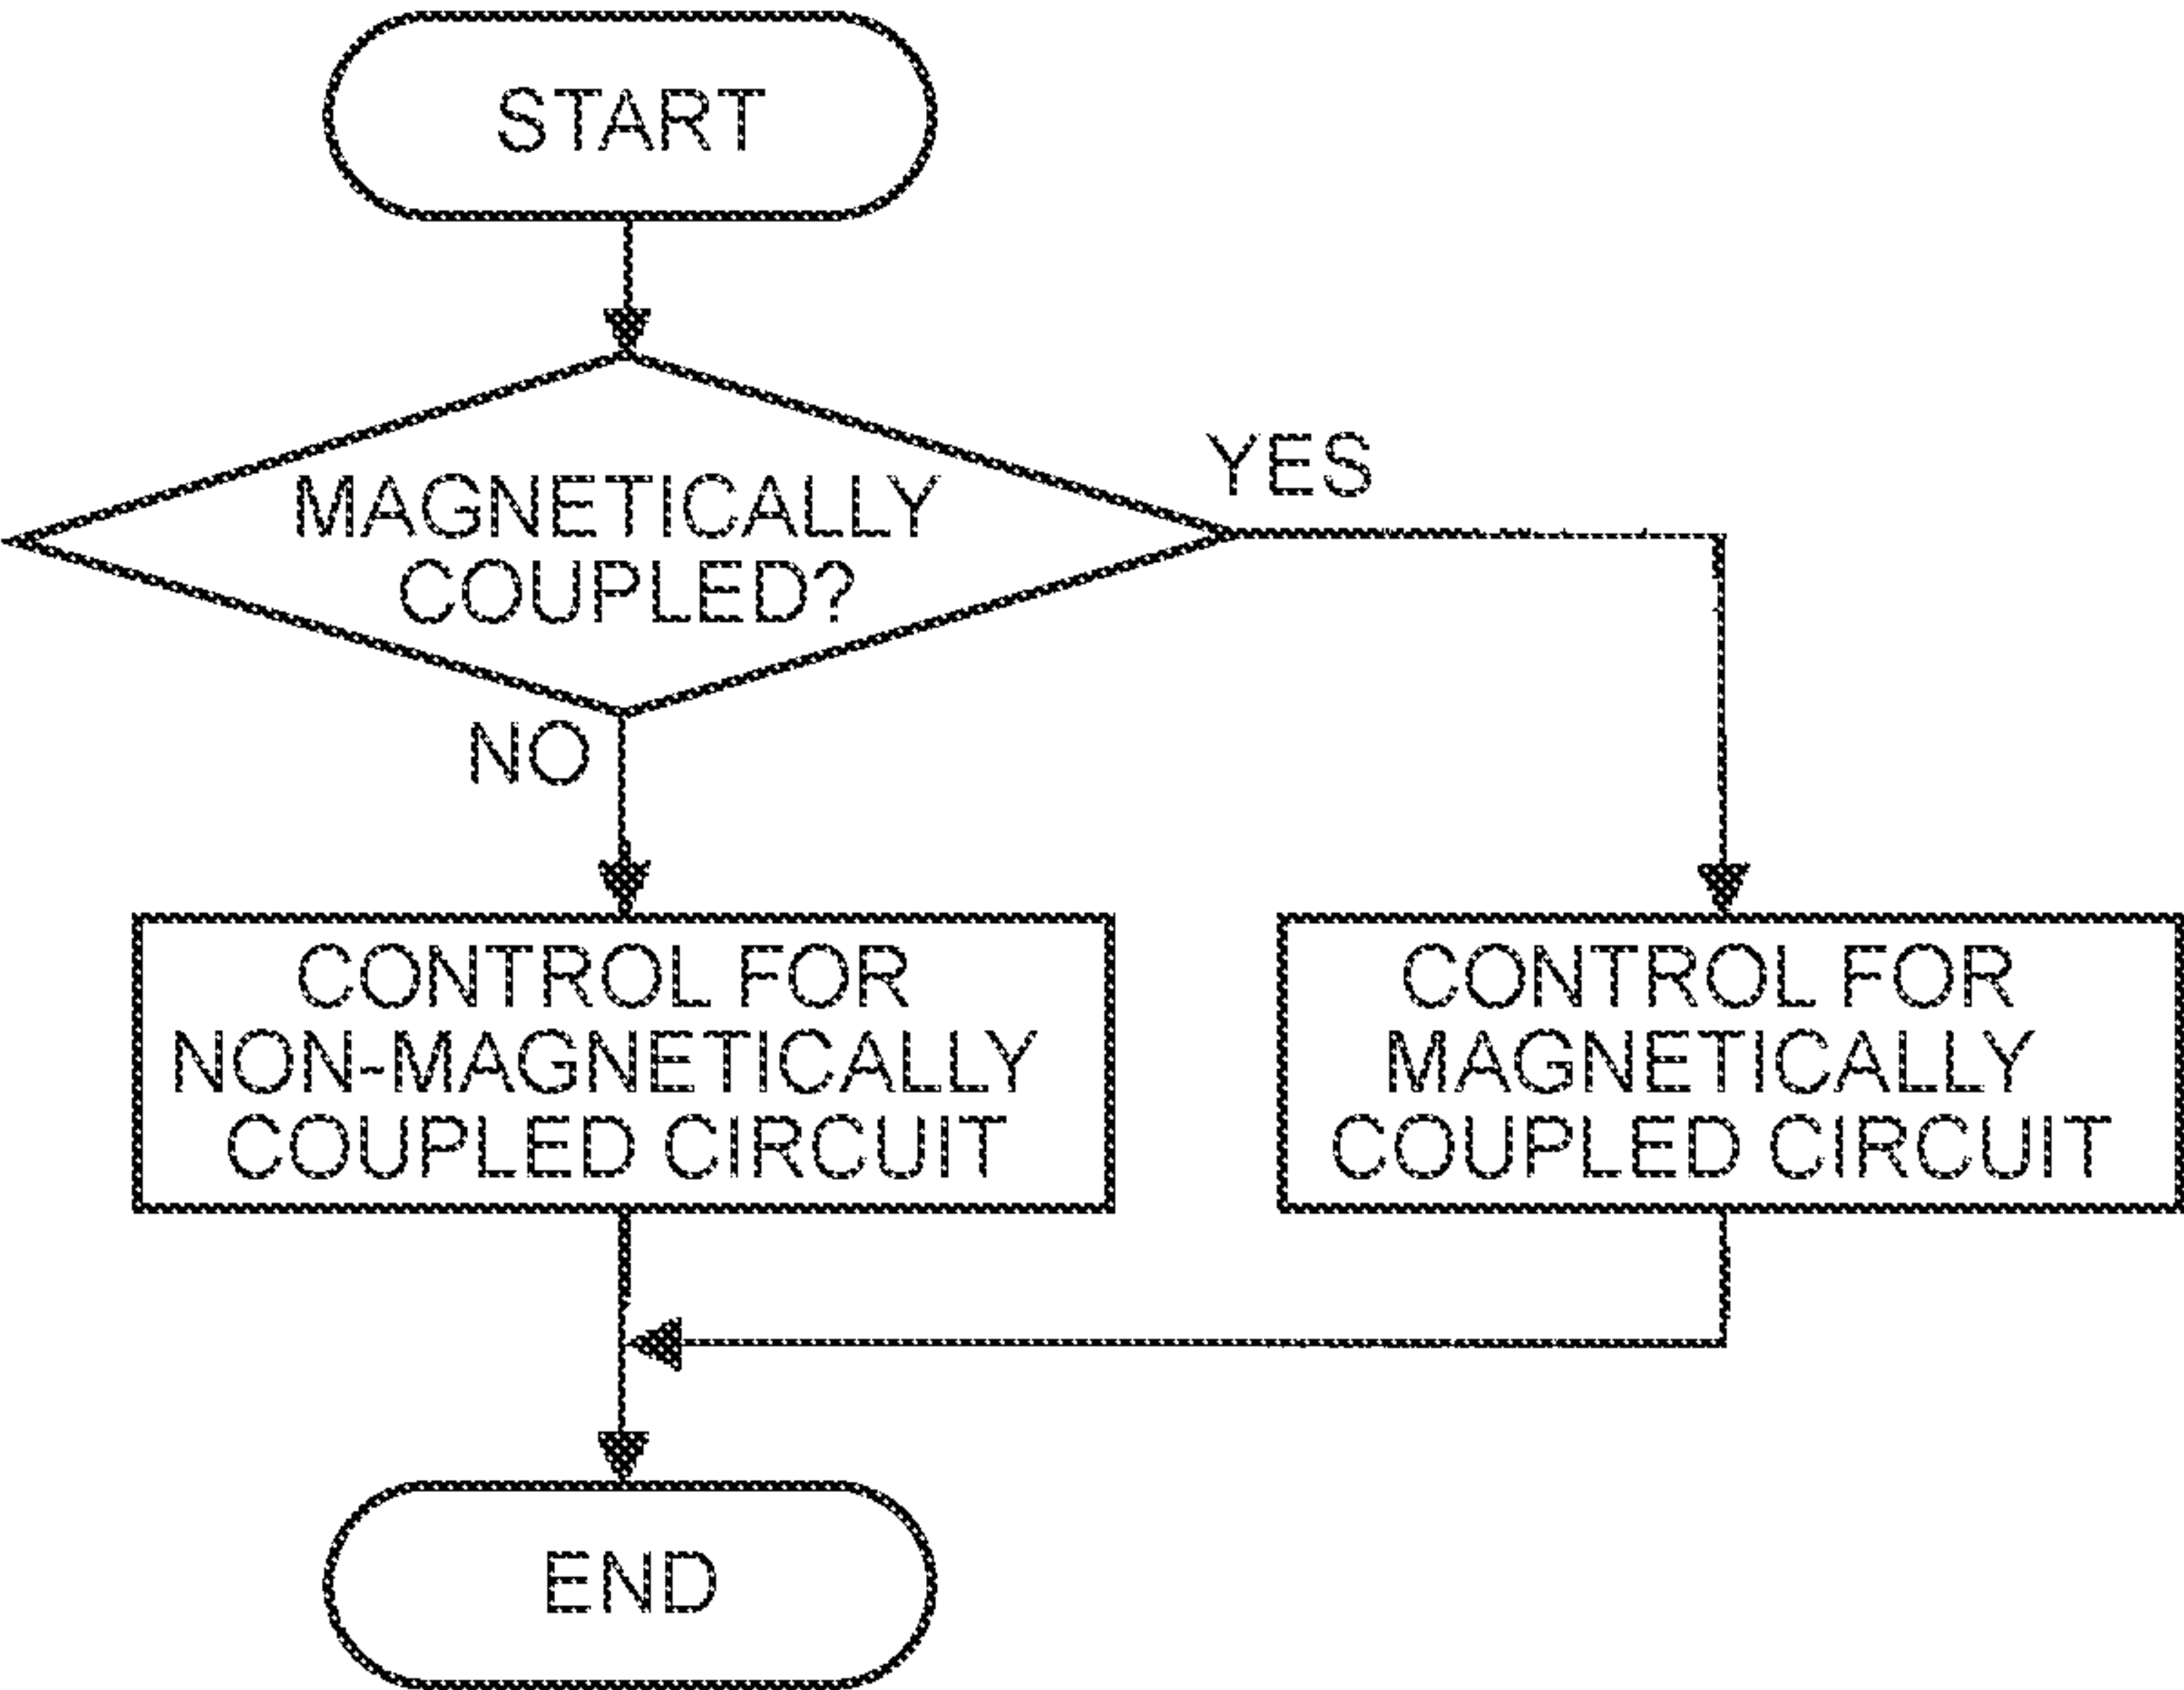 START
MAGNETICALLY
COUPLED?
YES
NO
CONTROL FOR
NON-MAGNETICALLY
COUPLED CIRCUIT
CONTROL FOR
MAGNETICALLY
COUPLED CIRCUIT
END